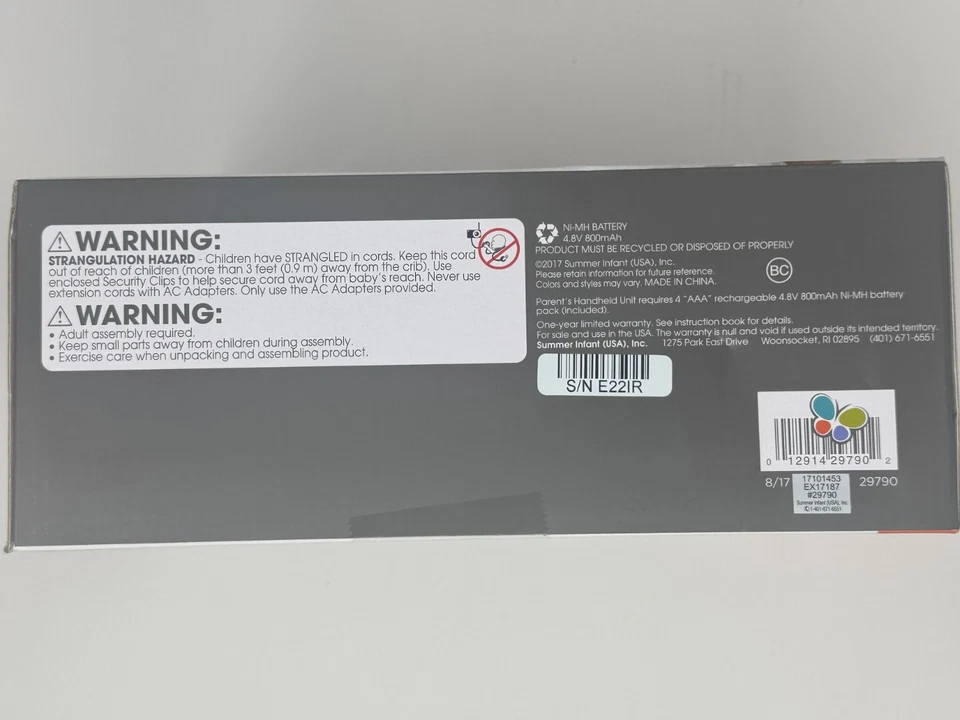 WARNING:
STRANGULATION HAZARD - Children have STRANGLED in cords. Keep this cord
out of reach of children (more than 3 feet (0.9 m) away from the crib). Use
enclosed Security Clips to help secure cord away from baby's reach. Never use
extension cords with AC Adapters. Only use the AC Adapters provided.
WARNING:
• Adult assembly required.
• Keep small parts away from children during assembly.
• Exercise care when unpacking and assembling product.
NI-MH BATTERY
4.8V 800mAh
PRODUCT MUST BE RECYCLED OR DISPOSED OF PROPERLY
©2017 Summer Infant (USA), Inc.
Please retain information for future reference.
Colors and styles may vary. MADE IN CHINA.
BC
Parent's Handheld Unit requires 4 "AAA" rechargeable 4.8V 800mAh Ni-MH battery
pack (included).
One-year limited warranty. See instruction book for details.
For sale and use in the USA. The warranty is null and void if used outside its intended territory.
Summer Infant (USA), Inc. 1275 Park East Drive Woonsocket, RI 02895 (401) 671-6551
S/N E22IR
0 12914 29790 2
8/17
17101453
EX17187
#29790
Summer Infant (USA), Inc.
✆ 1-401-671-6551
29790